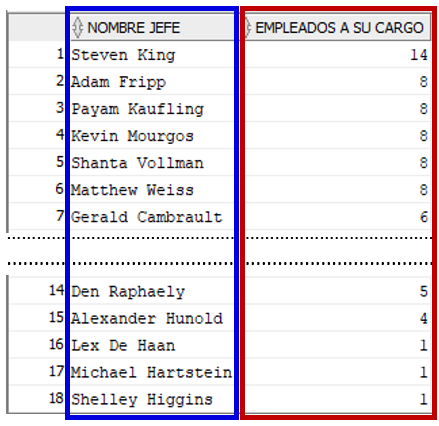 NOMBRE JEFE EMPLEADOS A SU CARGO
1 Steven King 14
2 Adam Fripp 8
3 Payam Kaufling 8
4 Kevin Mourgos 8
5 Shanta Vollman 8
6 Matthew Weiss 8
7 Gerald Cambrault 6
14 Den Raphaely 5
15 Alexander Hunold 4
16 Lex De Haan 1
17 Michael Hartstein 1
18 Shelley Higgins 1